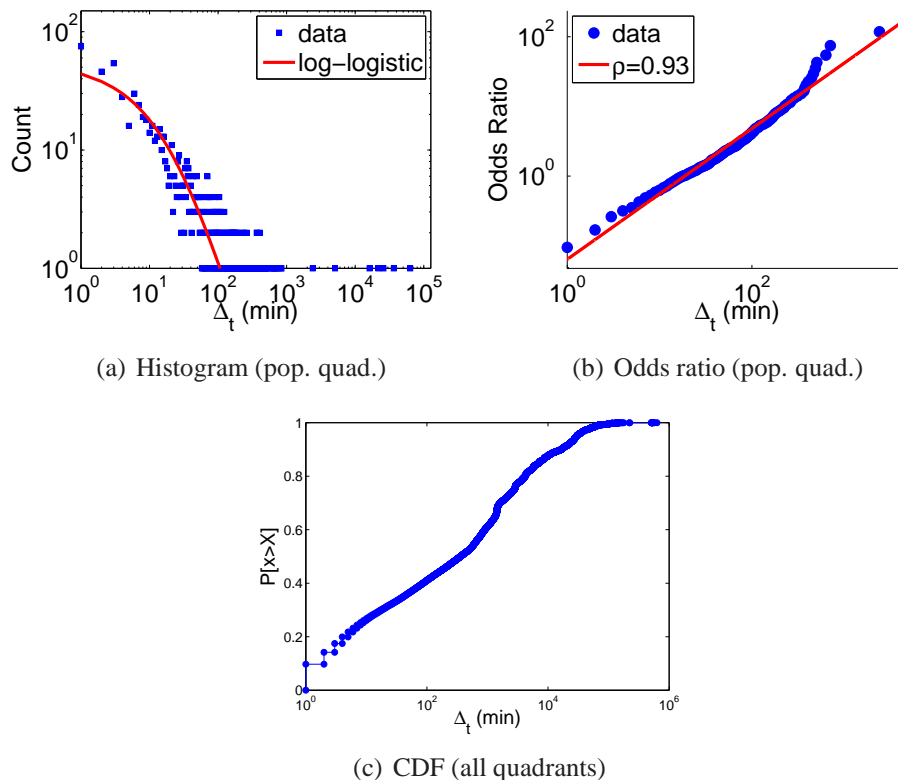 10^2
10^1
10^0
Count
data
log−logistic
10^0 10^1 10^2 10^3 10^4 10^5
Δ_t (min)
(a) Histogram (pop. quad.)
10^2
10^0
Odds Ratio
data
ρ=0.93
10^0 10^2
Δ_t (min)
(b) Odds ratio (pop. quad.)
1
0.8
0.6
0.4
0.2
0
P[x>X]
10^0 10^2 10^4 10^6
Δ_t (min)
(c) CDF (all quadrants)